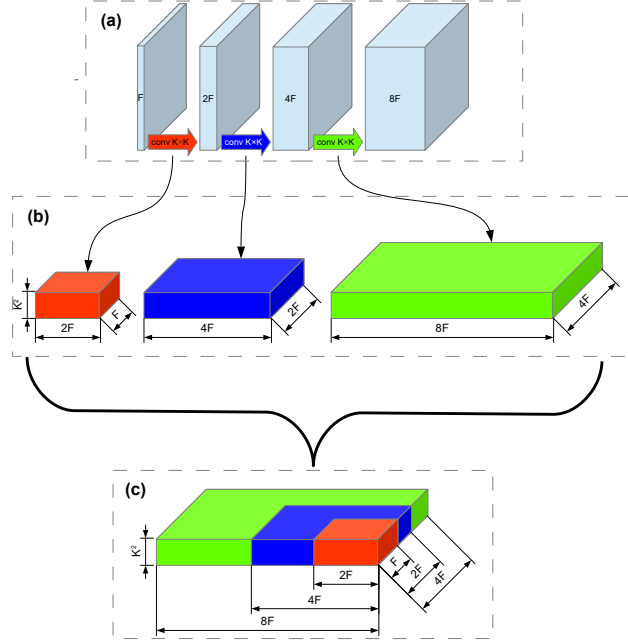 (a)
F
2F
4F
8F
conv K×K
conv K×K
conv K×K
(b)
K²
2F
F
4F
2F
8F
4F
(c)
K²
2F
4F
8F
F
2F
4F